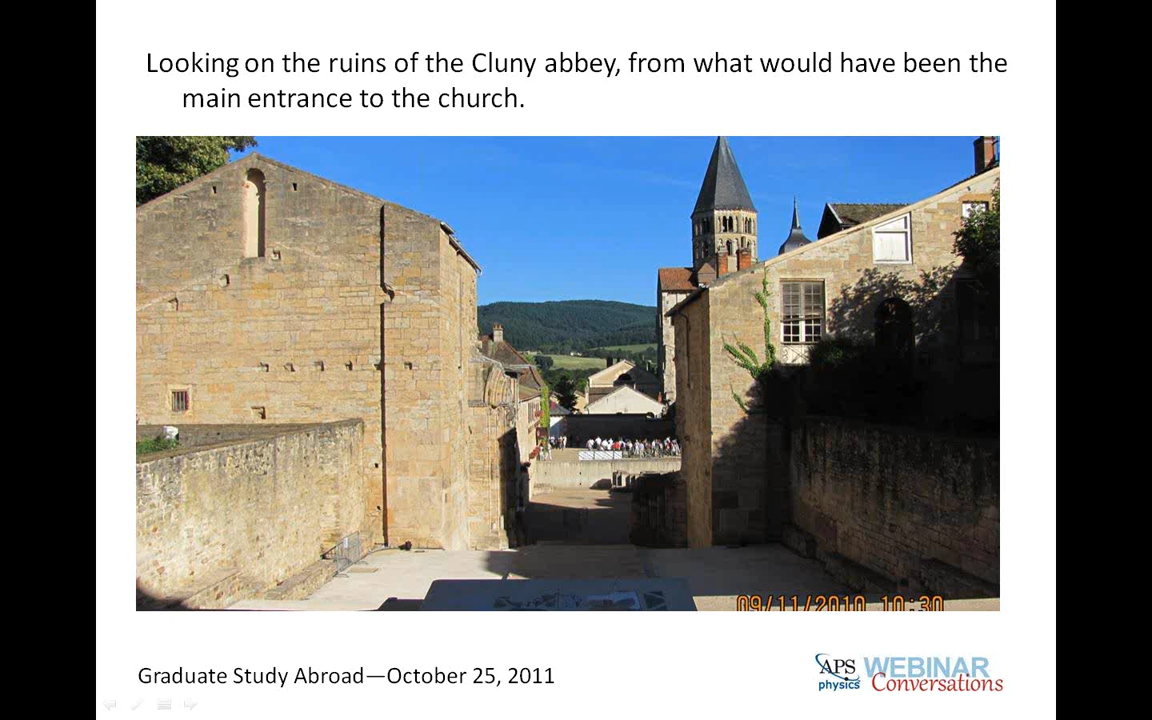 Looking on the ruins of the Cluny abbey, from what would have been the
main entrance to the church.
09/11/2010 10:30
Graduate Study Abroad—October 25, 2011
APS physics
WEBINAR
Conversations